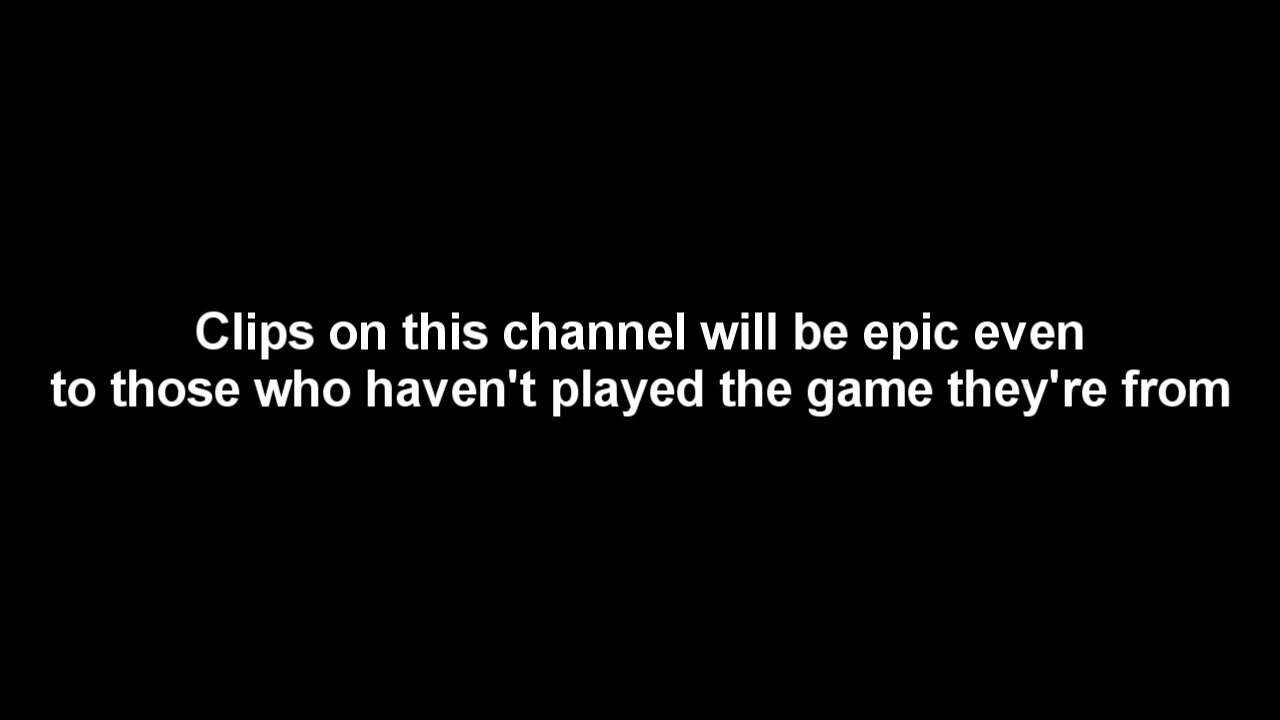 Clips on this channel will be epic even
to those who haven't played the game they're from